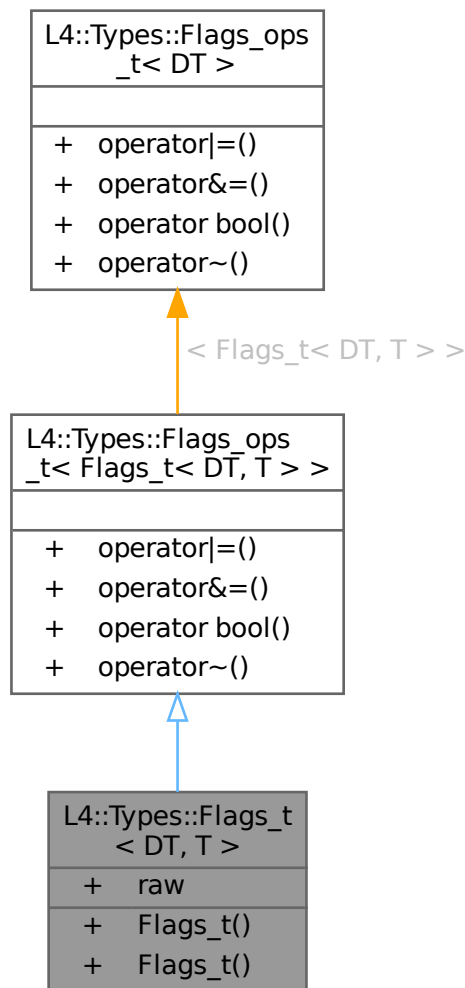 L4::Types::Flags_ops
_t< DT >
+ operator|=()
+ operator&=()
+ operator bool()
+ operator~()
< Flags_t< DT, T > >
L4::Types::Flags_ops
_t< Flags_t< DT, T > >
+ operator|=()
+ operator&=()
+ operator bool()
+ operator~()
L4::Types::Flags_t
< DT, T >
+ raw
+ Flags_t()
+ Flags_t()